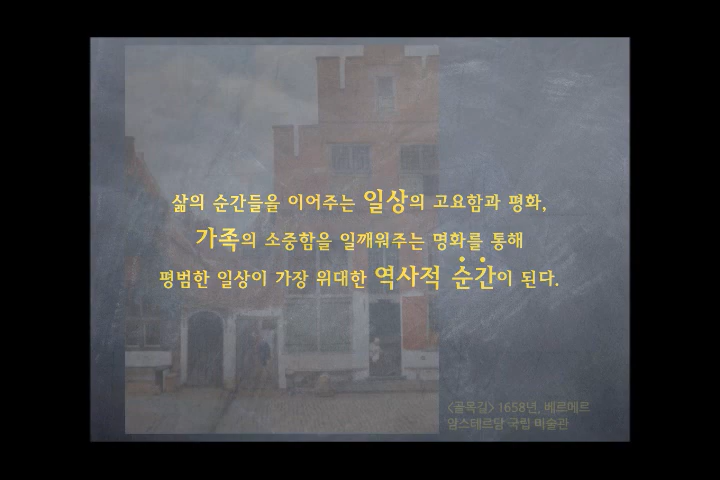 삶의 순간들을 이어주는 일상의 고요함과 평화,
가족의 소중함을 일깨워주는 명화를 통해
평범한 일상이 가장 위대한 역사적 순간이 된다.
<골목길> 1658년, 베르메르
암스테르담 국립 미술관